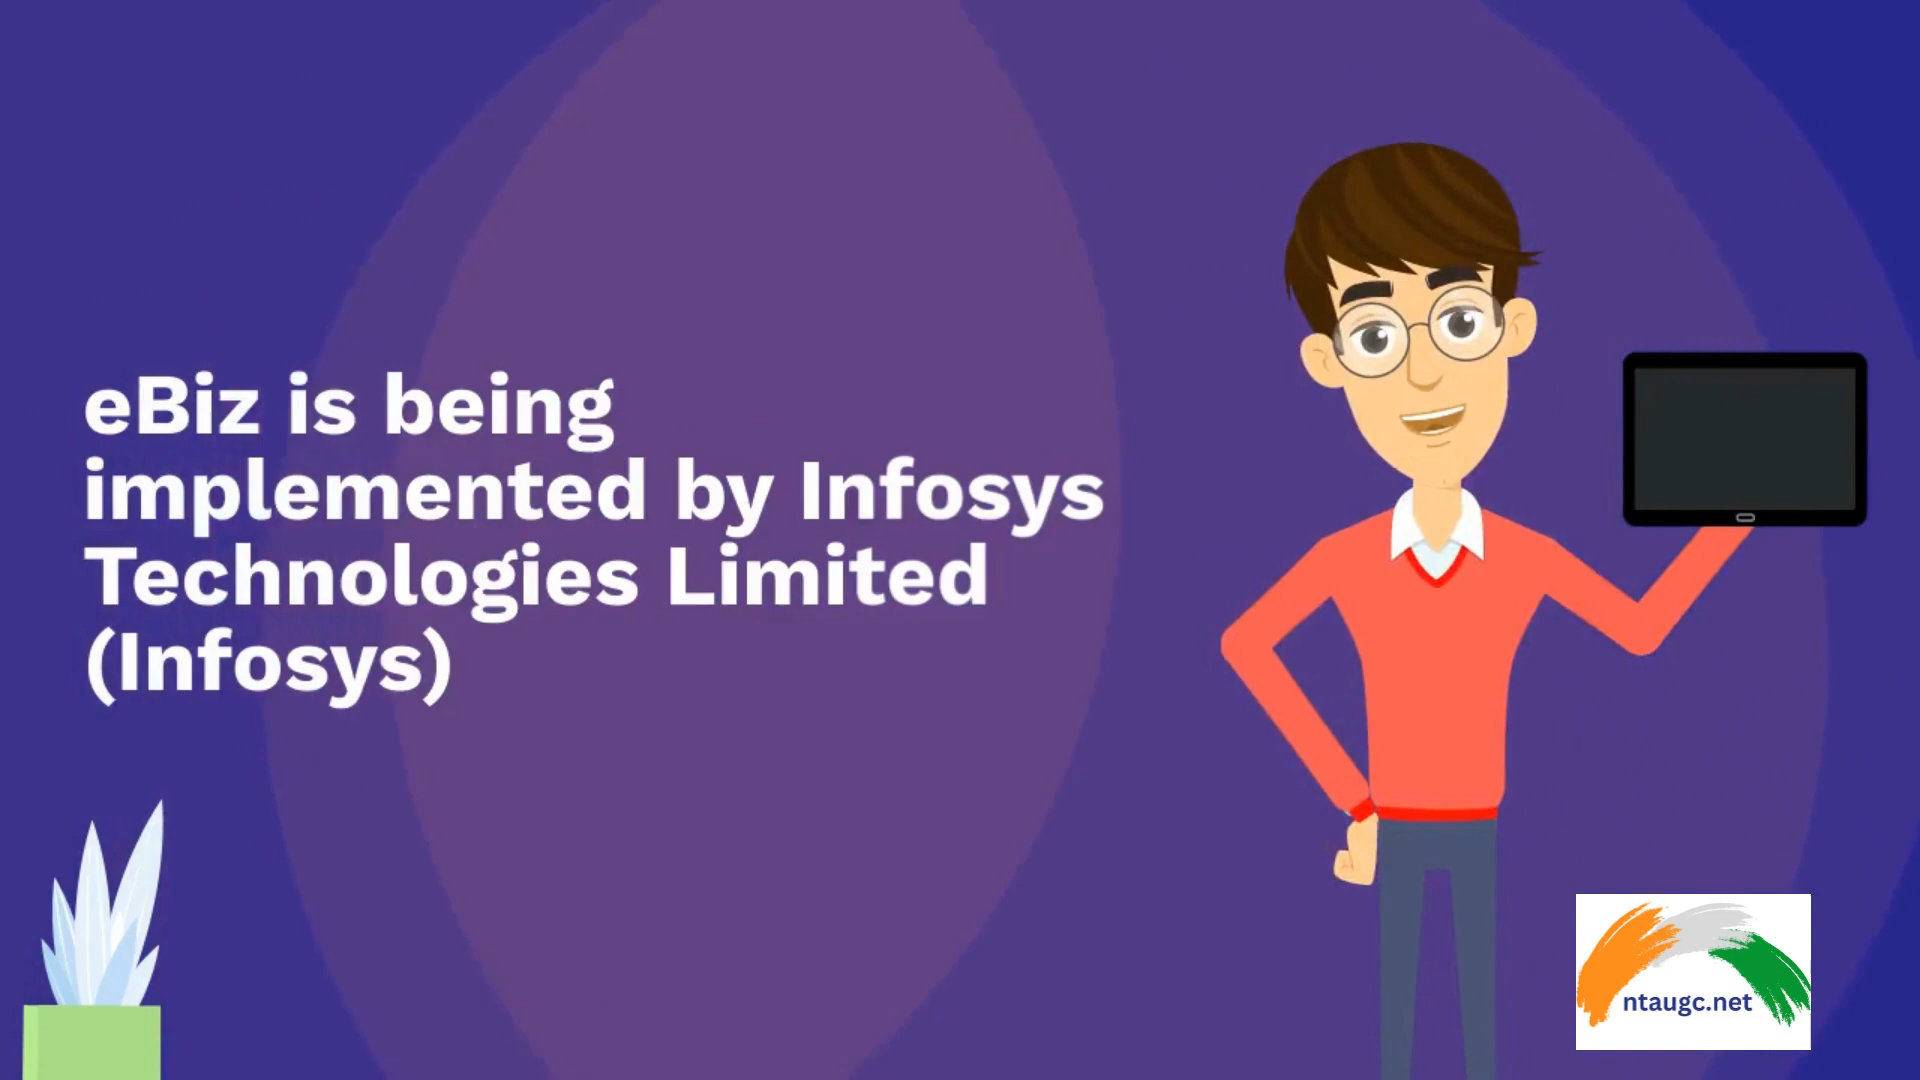 eBiz is being
implemented by Infosys
Technologies Limited
(Infosys)
ntaugc.net